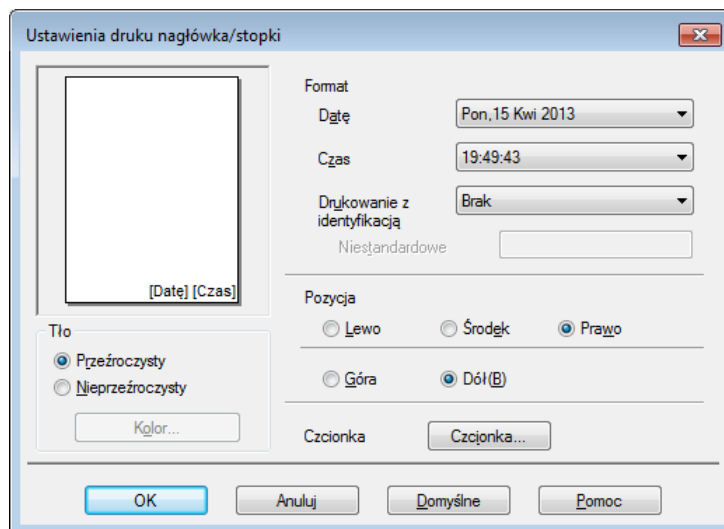 Ustawienia druku nagłówka/stopki
[Datę] [Czas]
Tło
Przeźroczysty
Nieprzeźroczysty
Kolor...
Format
Datę
Pon,15 Kwi 2013
Czas
19:49:43
Drukowanie z
identyfikacją
Brak
Niestandardowe
Pozycja
Lewo Środek Prawo
Góra Dół(B)
Czcionka Czcionka...
OK Anuluj Domyślne Pomoc